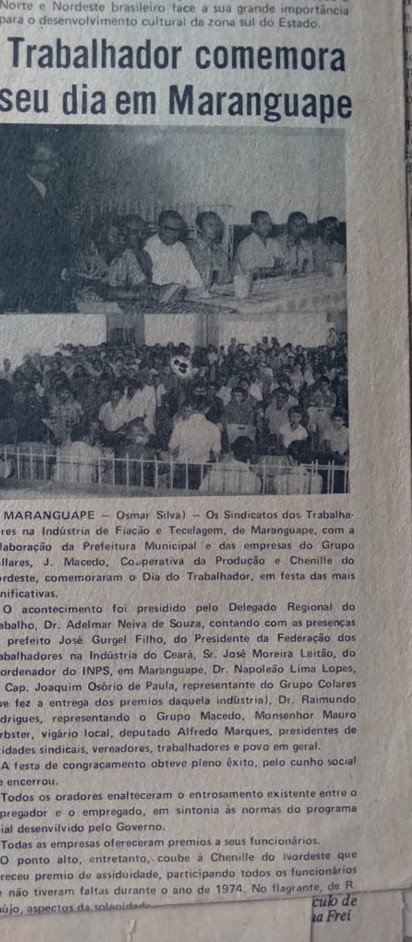 Norte e Nordeste brasileiro face a sua grande importância
para o desenvolvimento cultural da zona sul do Estado.
Trabalhador comemora
seu dia em Maranguape
MARANGUAPE — Osmar Silva) — Os Sindicatos dos Trabalha-
res na Indústria de Fiação e Tecelagem, de Maranguape, com a
laboração da Prefeitura Municipal e das empresas do Grupo
llares, J. Macedo, Cooperativa da Produção e Chenille do
ordeste, comemoraram o Dia do Trabalhador, em festa das mais
nificativas.
O acontecimento foi presidido pelo Delegado Regional do
abalho, Dr. Adelmar Neiva de Souza, contando com as presenças
prefeito José Gurgel Filho, do Presidente da Federação dos
abalhadores na Indústria do Ceará, Sr. José Moreira Leitão, do
ordenador do INPS, em Maranguape, Dr. Napoleão Lima Lopes,
Cap. Joaquim Osório de Paula, representante do Grupo Colares
ue fez a entrega dos premios daquela indústria), Dr. Raimundo
drigues, representando o Grupo Macedo, Monsenhor Mauro
rbster, vigário local, deputado Alfredo Marques, presidentes de
tidades sindicais, vereadores, trabalhadores e povo em geral.
A festa de congraçamento obteve pleno êxito, pelo cunho social
e encerrou.
Todos os oradores enalteceram o entrosamento existente entre o
pregador e o empregado, em sintonia às normas do programa
ial desenvilvido pelo Governo.
Todas as empresas ofereceram premios a seus funcionários.
O ponto alto, entretanto, coube à Chenille do Nordeste que
receu premio de assiduidade, participando todos os funcionários
e não tiveram faltas durante o ano de 1974. No flagrante, de R
aújo, aspectos da solenidade
culo de
ua Frei